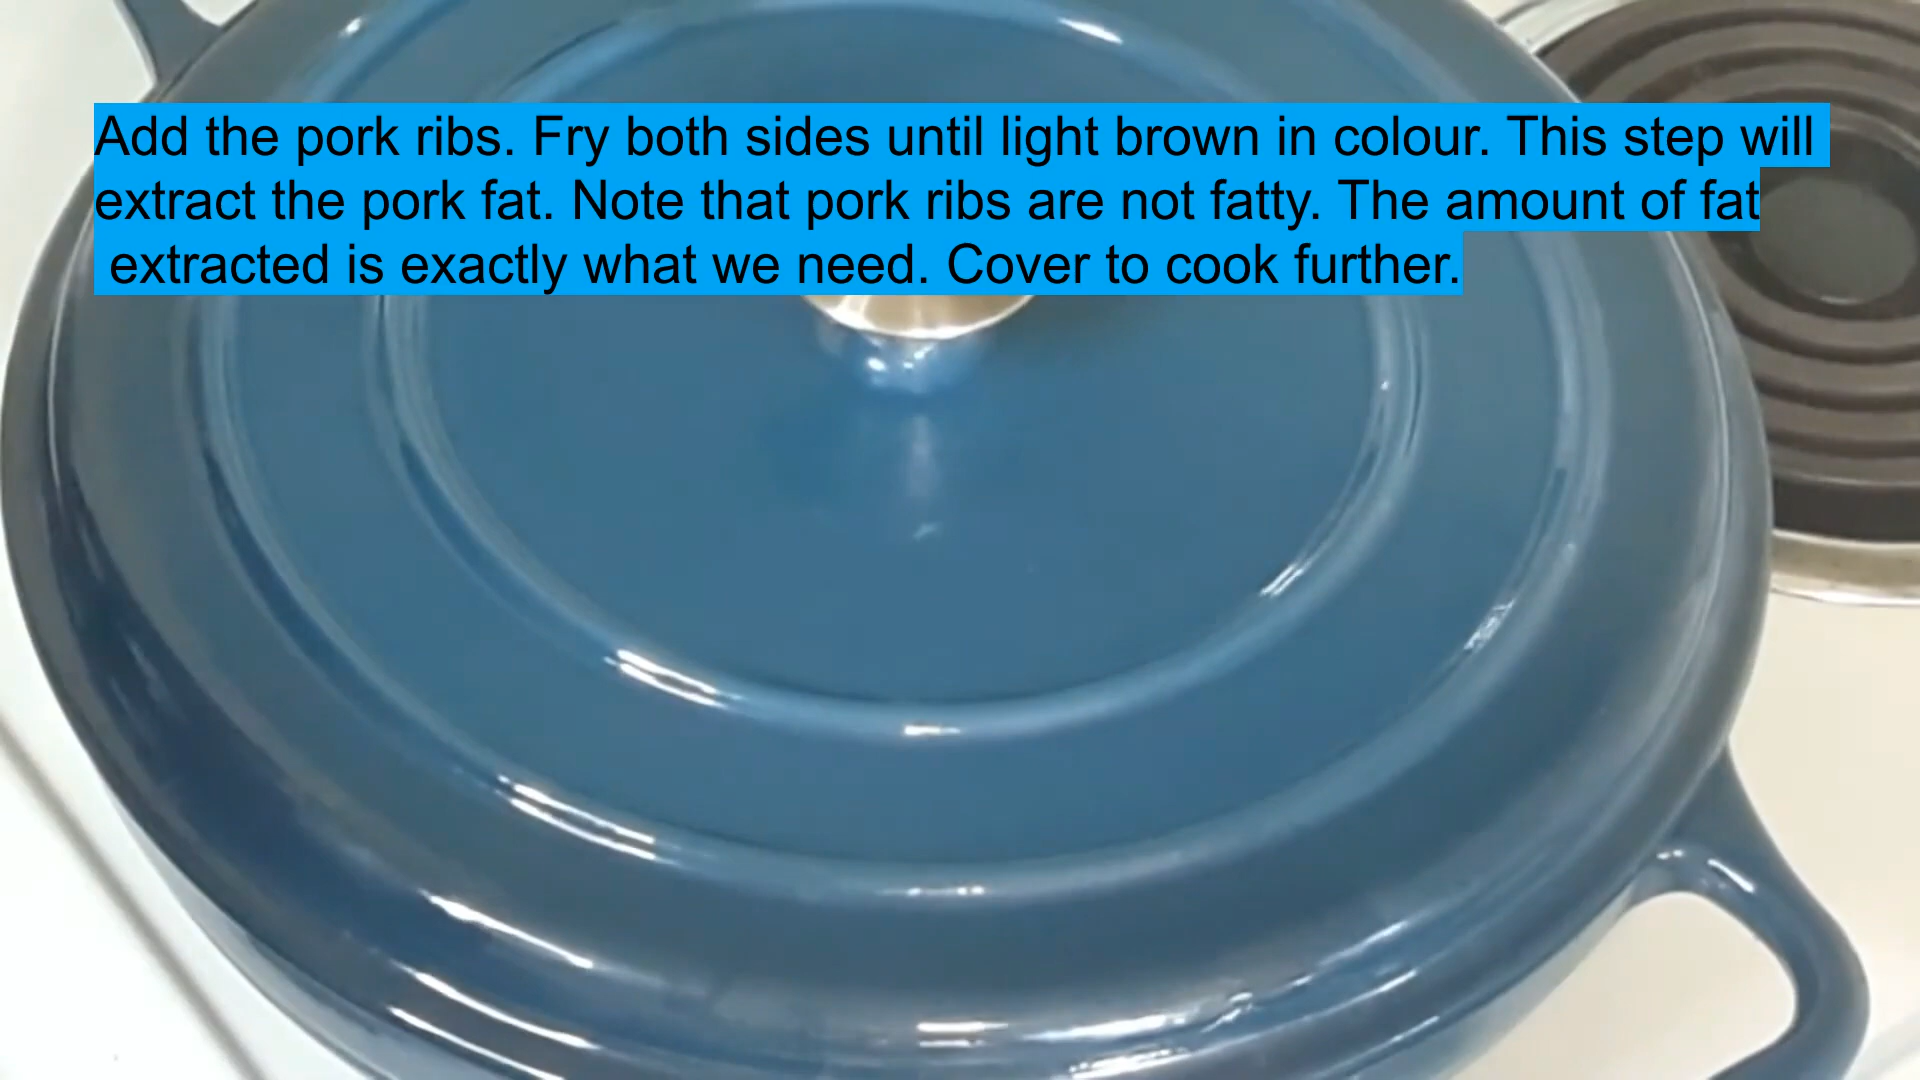 Add the pork ribs. Fry both sides until light brown in colour. This step will
extract the pork fat. Note that pork ribs are not fatty. The amount of fat
extracted is exactly what we need. Cover to cook further.